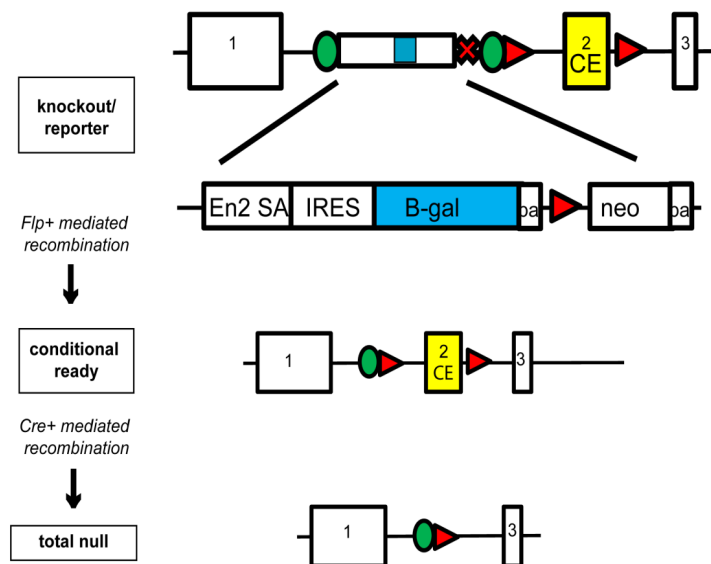 1
2
CE
3
knockout/
reporter
En2 SA IRES B-gal pa neo pa
Flp+ mediated
recombination
conditional
ready
1
2
CE
3
Cre+ mediated
recombination
total null
1
3